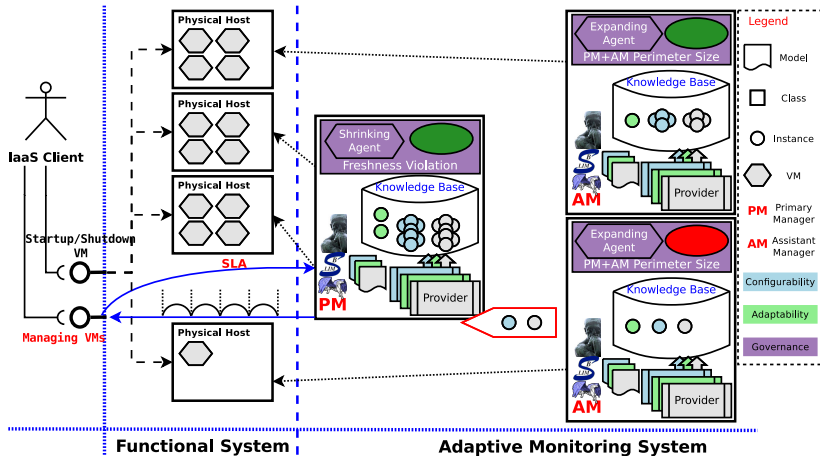 IaaS Client
Startup/Shutdown
VM
Managing VMs
Physical Host
Physical Host
Physical Host
SLA
Physical Host
Shrinking
Agent
Freshness Violation
Knowledge Base
Provider
PM
Expanding
Agent
PM+AM Perimeter Size
Knowledge Base
Provider
AM
Expanding
Agent
PM+AM Perimeter Size
Knowledge Base
Provider
AM
Legend
Model
Class
Instance
VM
PM Primary
Manager
AM Assistant
Manager
Configurability
Adaptability
Governance
Functional System
Adaptive Monitoring System